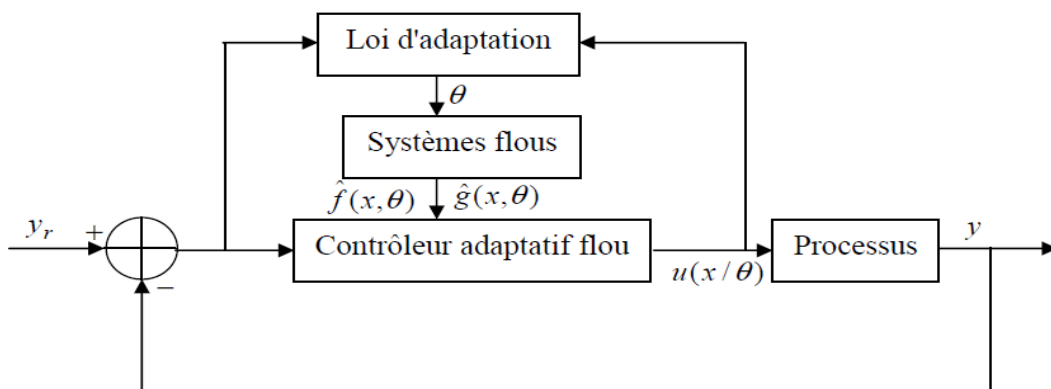 Loi d'adaptation
θ
Systèmes flous
f̂(x,θ) ĝ(x,θ)
y_r + Contrôleur adaptatif flou Processus y
−
u(x/θ)